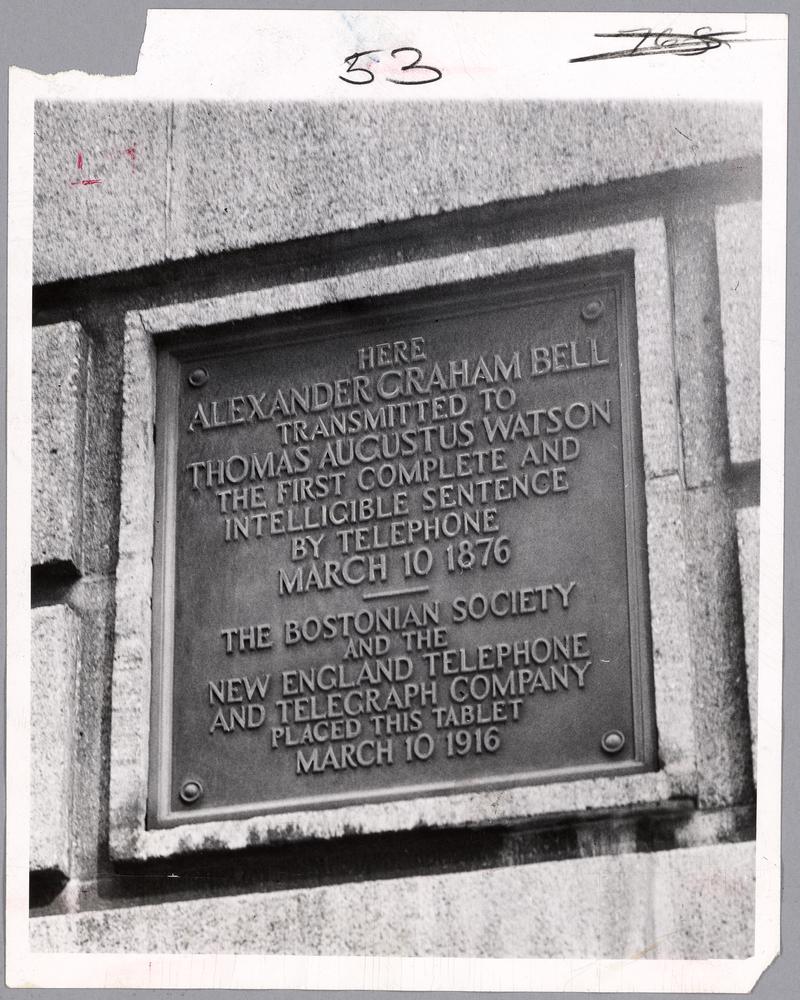 53
HERE
ALEXANDER GRAHAM BELL
TRANSMITTED TO
THOMAS AUGUSTUS WATSON
THE FIRST COMPLETE AND
INTELLIGIBLE SENTENCE
BY TELEPHONE
MARCH 10 1876
THE BOSTONIAN SOCIETY
AND THE
NEW ENGLAND TELEPHONE
AND TELEGRAPH COMPANY
PLACED THIS TABLET
MARCH 10 1916